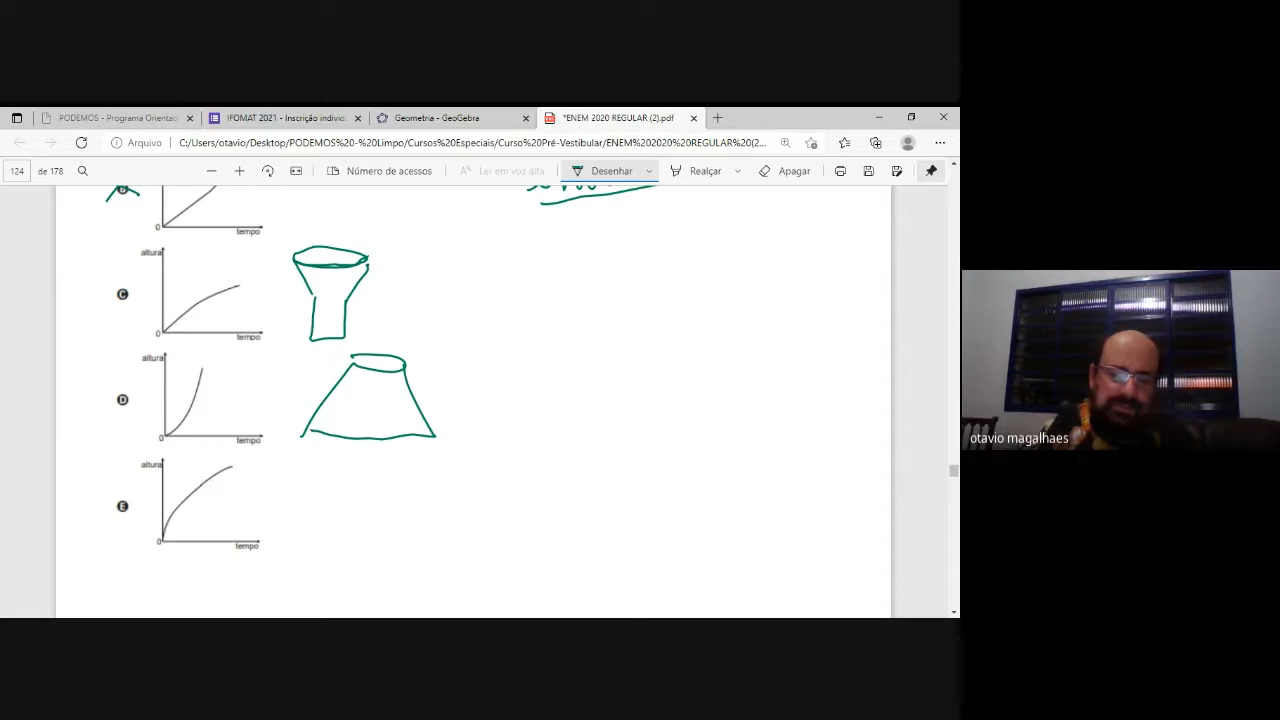 PODEMOS - Programa Orientad
IFOMAT 2021 - Inscrição individ
Geometria - GeoGebra
*ENEM 2020 REGULAR (2).pdf
Arquivo
C:/Users/otavio/Desktop/PODEMOS%20-%20Limpo/Cursos%20Especiais/Curso%20Pré-Vestibular/ENEM%202020%20REGULAR%20(2...
124 de 178
Número de acessos
Ler em voz alta
Desenhar
Realçar
Apagar
0
tempo
altura
C
0
tempo
altura
D
0
tempo
altura
E
0
tempo
otavio magalhaes